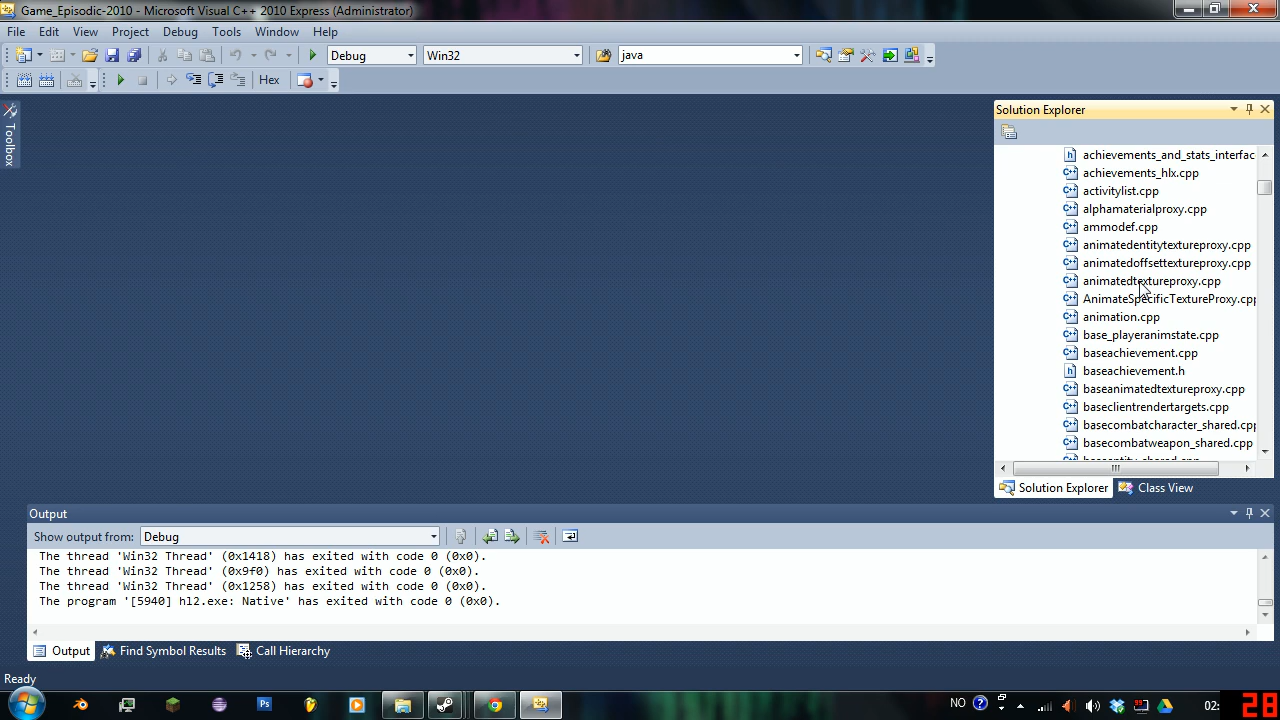 Game_Episodic-2010 - Microsoft Visual C++ 2010 Express (Administrator)
File Edit View Project Debug Tools Window Help
Debug Win32 java
Hex
Toolbox
Solution Explorer
achievements_and_stats_interfac
achievements_hlx.cpp
activitylist.cpp
alphamaterialproxy.cpp
ammodef.cpp
animatedentitytextureproxy.cpp
animatedoffsettextureproxy.cpp
animatedtextureproxy.cpp
AnimateSpecificTextureProxy.cpp
animation.cpp
base_playeranimstate.cpp
baseachievement.cpp
baseachievement.h
baseanimatedtextureproxy.cpp
baseclientrendertargets.cpp
basecombatcharacter_shared.cpp
basecombatweapon_shared.cpp
baseentity_shared.cpp
Solution Explorer Class View
Output
Show output from: Debug
The thread 'Win32 Thread' (0x1418) has exited with code 0 (0x0).
The thread 'Win32 Thread' (0x9f0) has exited with code 0 (0x0).
The thread 'Win32 Thread' (0x1258) has exited with code 0 (0x0).
The program '[5940] hl2.exe: Native' has exited with code 0 (0x0).
Output Find Symbol Results Call Hierarchy
Ready
Ps NO 02: 28